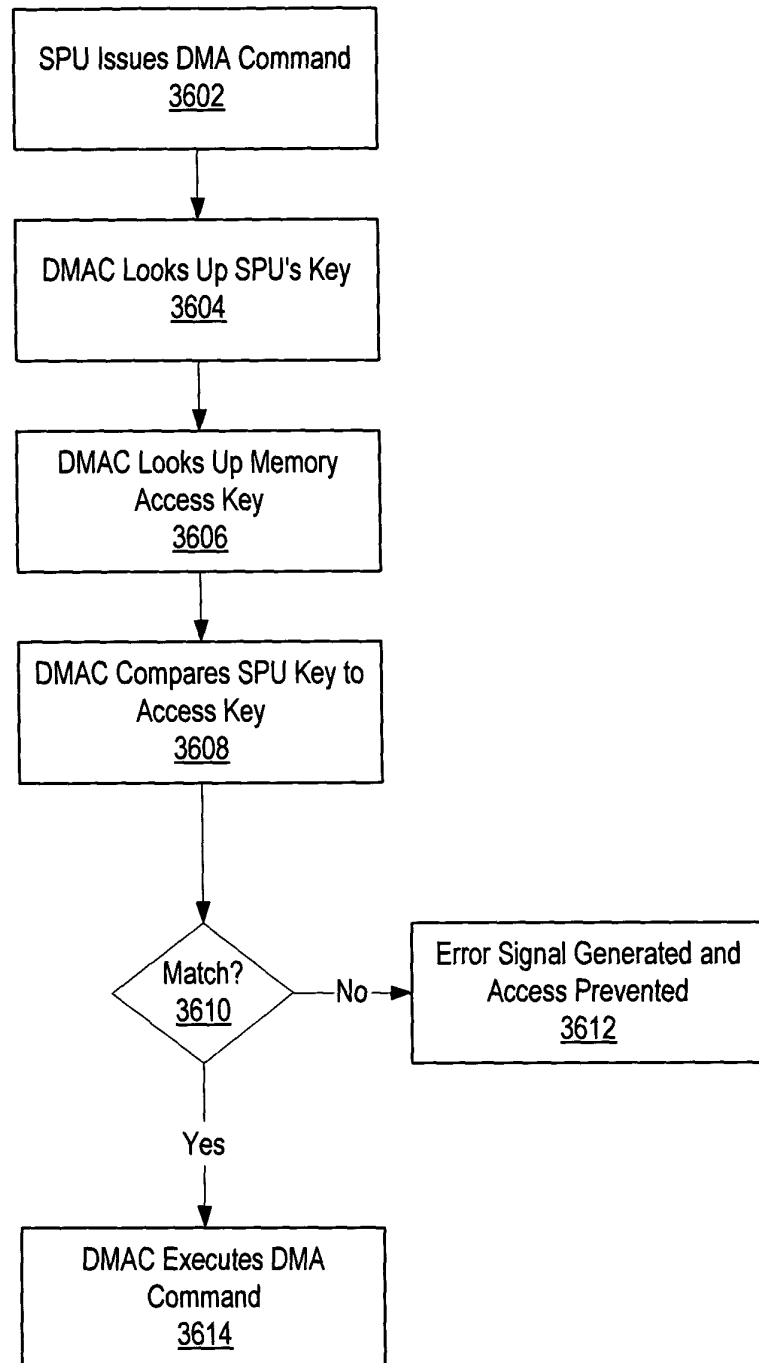 SPU Issues DMA Command
3602
DMAC Looks Up SPU's Key
3604
DMAC Looks Up Memory
Access Key
3606
DMAC Compares SPU Key to
Access Key
3608
Match?
3610
No
Error Signal Generated and
Access Prevented
3612
Yes
DMAC Executes DMA
Command
3614